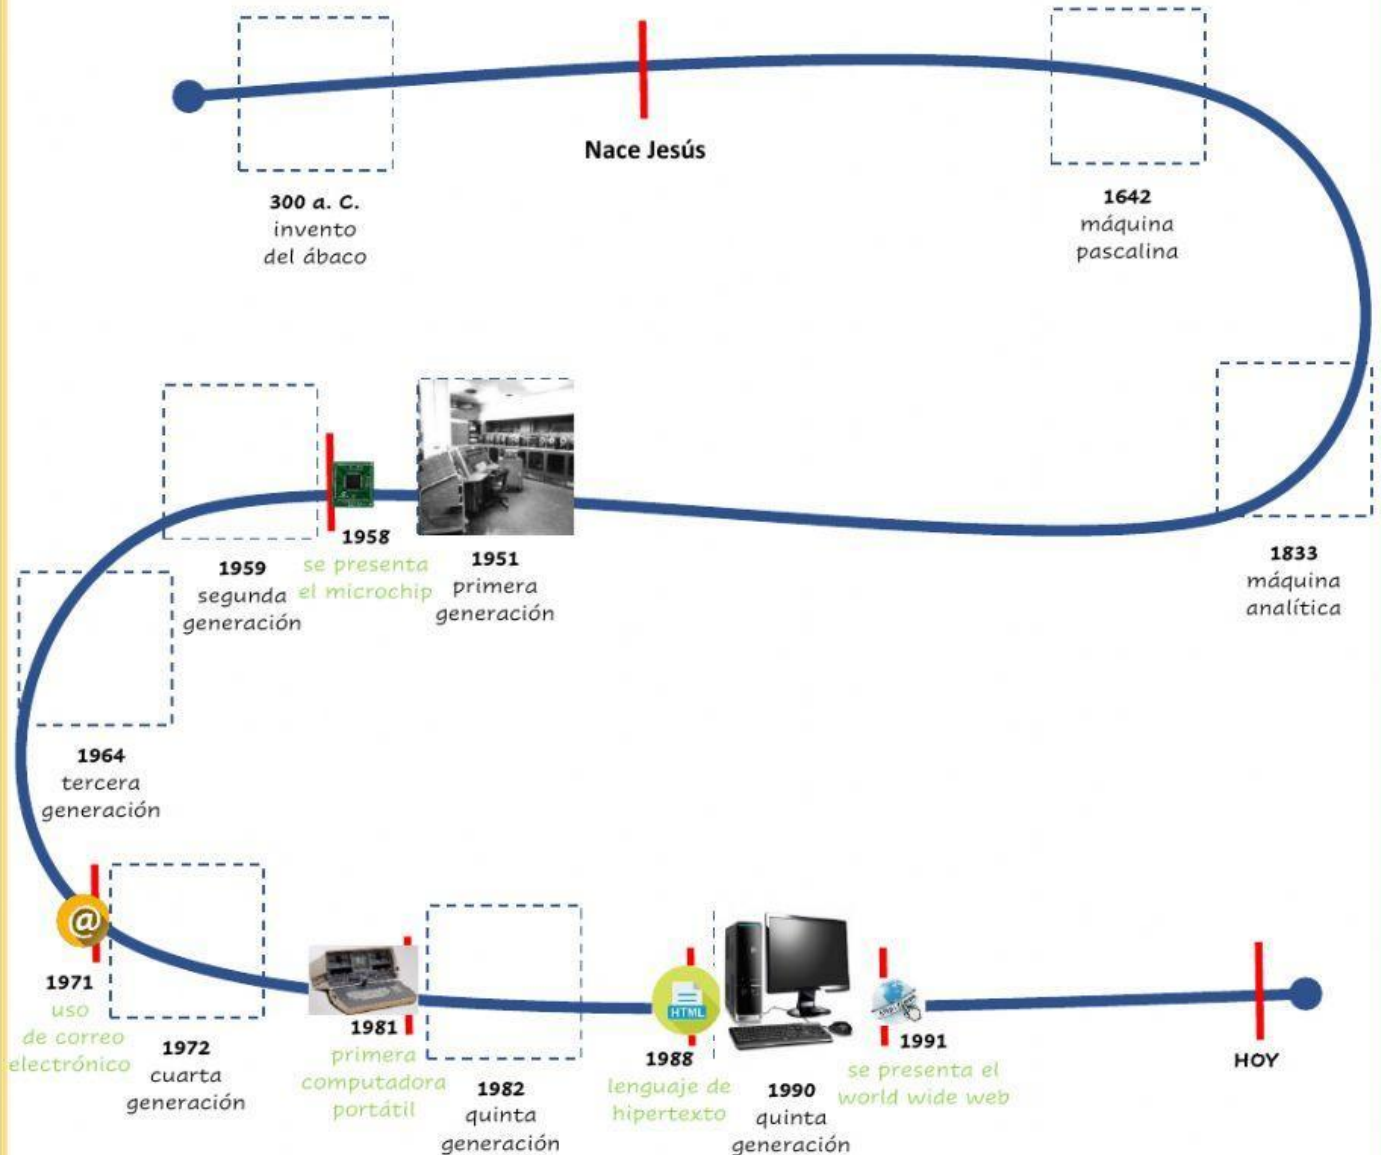 300 a. C.
invento
del ábaco
Nace Jesús
1642
máquina
pascalina
1833
máquina
analítica
1951
primera
generación
1958
se presenta
el microchip
1959
segunda
generación
1964
tercera
generación
@
1971
uso
de correo
electrónico
1972
cuarta
generación
1981
primera
computadora
portátil
1982
quinta
generación
HTML
1988
lenguaje de
hipertexto
1990
quinta
generación
1991
se presenta el
world wide web
HOY